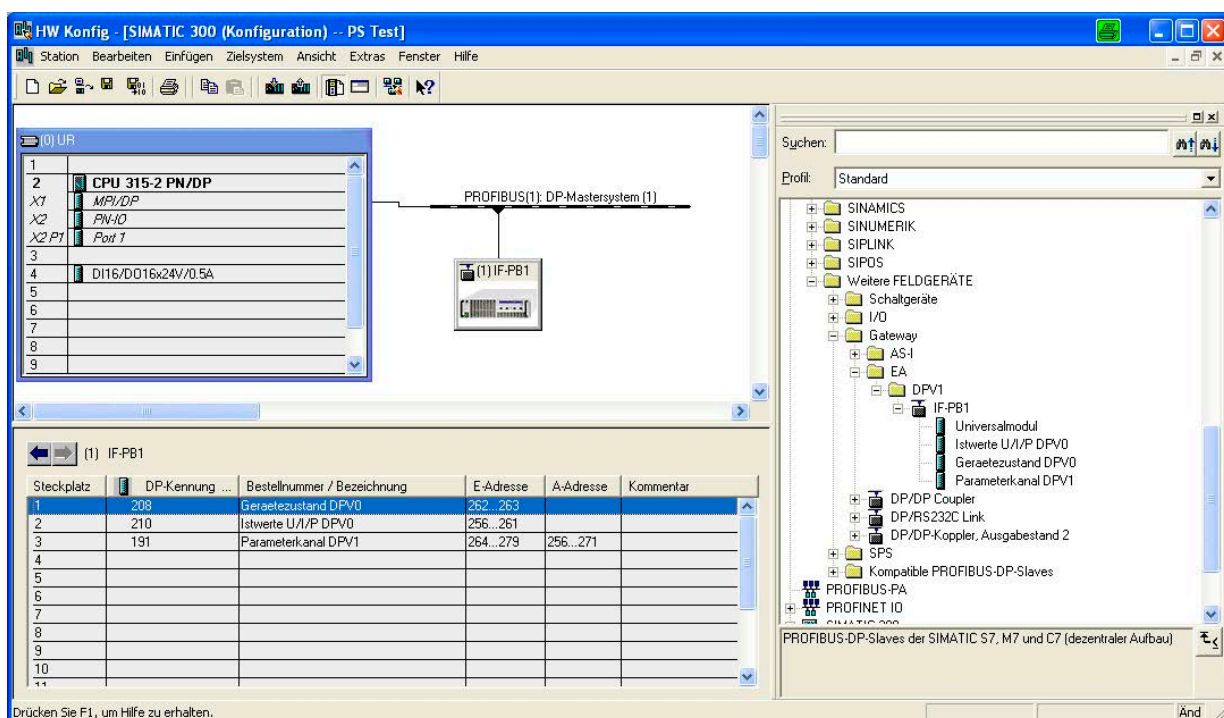 HW Konfig - [SIMATIC 300 (Konfiguration) -- PS Test]
Station Bearbeiten Einfügen Zielsystem Ansicht Extras Fenster Hilfe
(0) UR
1
2 CPU 315-2 PN/DP
X1 MPI/DP
X2 PN-IO
X2 P1 Port 1
3
4 DI16/DO16x24V/0.5A
5
6
7
8
9
PROFIBUS(1): DP-Mastersystem (1)
(1) IF-PB1
Suchen:
Profil: Standard
SINAMICS
SINUMERIK
SIPLINK
SIPOS
Weitere FELDGERÄTE
Schaltgeräte
I/O
Gateway
AS-I
EA
DPV1
IF-PB1
Universalmodul
Istwerte U/I/P DPV0
Geraetezustand DPV0
Parameterkanal DPV1
DP/DP Coupler
DP/RS232C Link
DP/DP-Koppler, Ausgabestand 2
SPS
Kompatible PROFIBUS-DP-Slaves
PROFIBUS-PA
PROFINET IO
SIMATIC 300
PROFIBUS-DP-Slaves der SIMATIC S7, M7 und C7 (dezentraler Aufbau)
(1) IF-PB1
Steckplatz DP-Kennung ... Bestellnummer / Bezeichnung E-Adresse A-Adresse Kommentar
1 208 Geraetezustand DPV0 262...263
2 210 Istwerte U/I/P DPV0 256...261
3 191 Parameterkanal DPV1 264...279 256...271
4
5
6
7
8
9
10
11
Drücken Sie F1, um Hilfe zu erhalten.
Änd